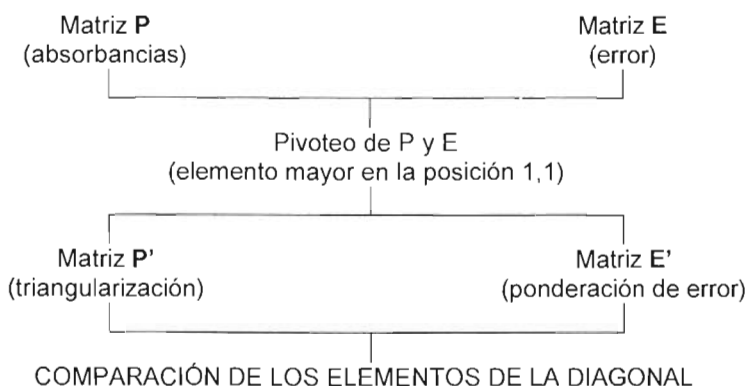 Matriz P
(absorbancias)
Matriz E
(error)
Pivoteo de P y E
(elemento mayor en la posición 1,1)
Matriz P'
(triangularización)
Matriz E'
(ponderación de error)
COMPARACIÓN DE LOS ELEMENTOS DE LA DIAGONAL